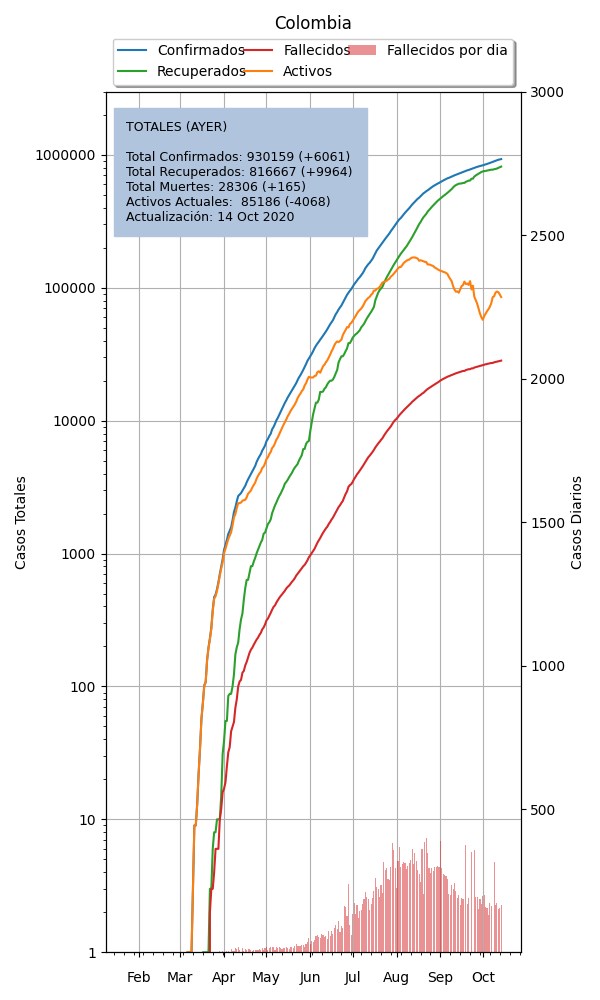 Colombia
Confirmados Fallecidos Fallecidos por dia
Recuperados Activos
TOTALES (AYER)
Total Confirmados: 930159 (+6061)
Total Recuperados: 816667 (+9964)
Total Muertes: 28306 (+165)
Activos Actuales:  85186 (-4068)
Actualización: 14 Oct 2020
Casos Totales
1000000
100000
10000
1000
100
10
1
3000
2500
2000
1500
1000
500
Casos Diarios
Feb Mar Apr May Jun Jul Aug Sep Oct